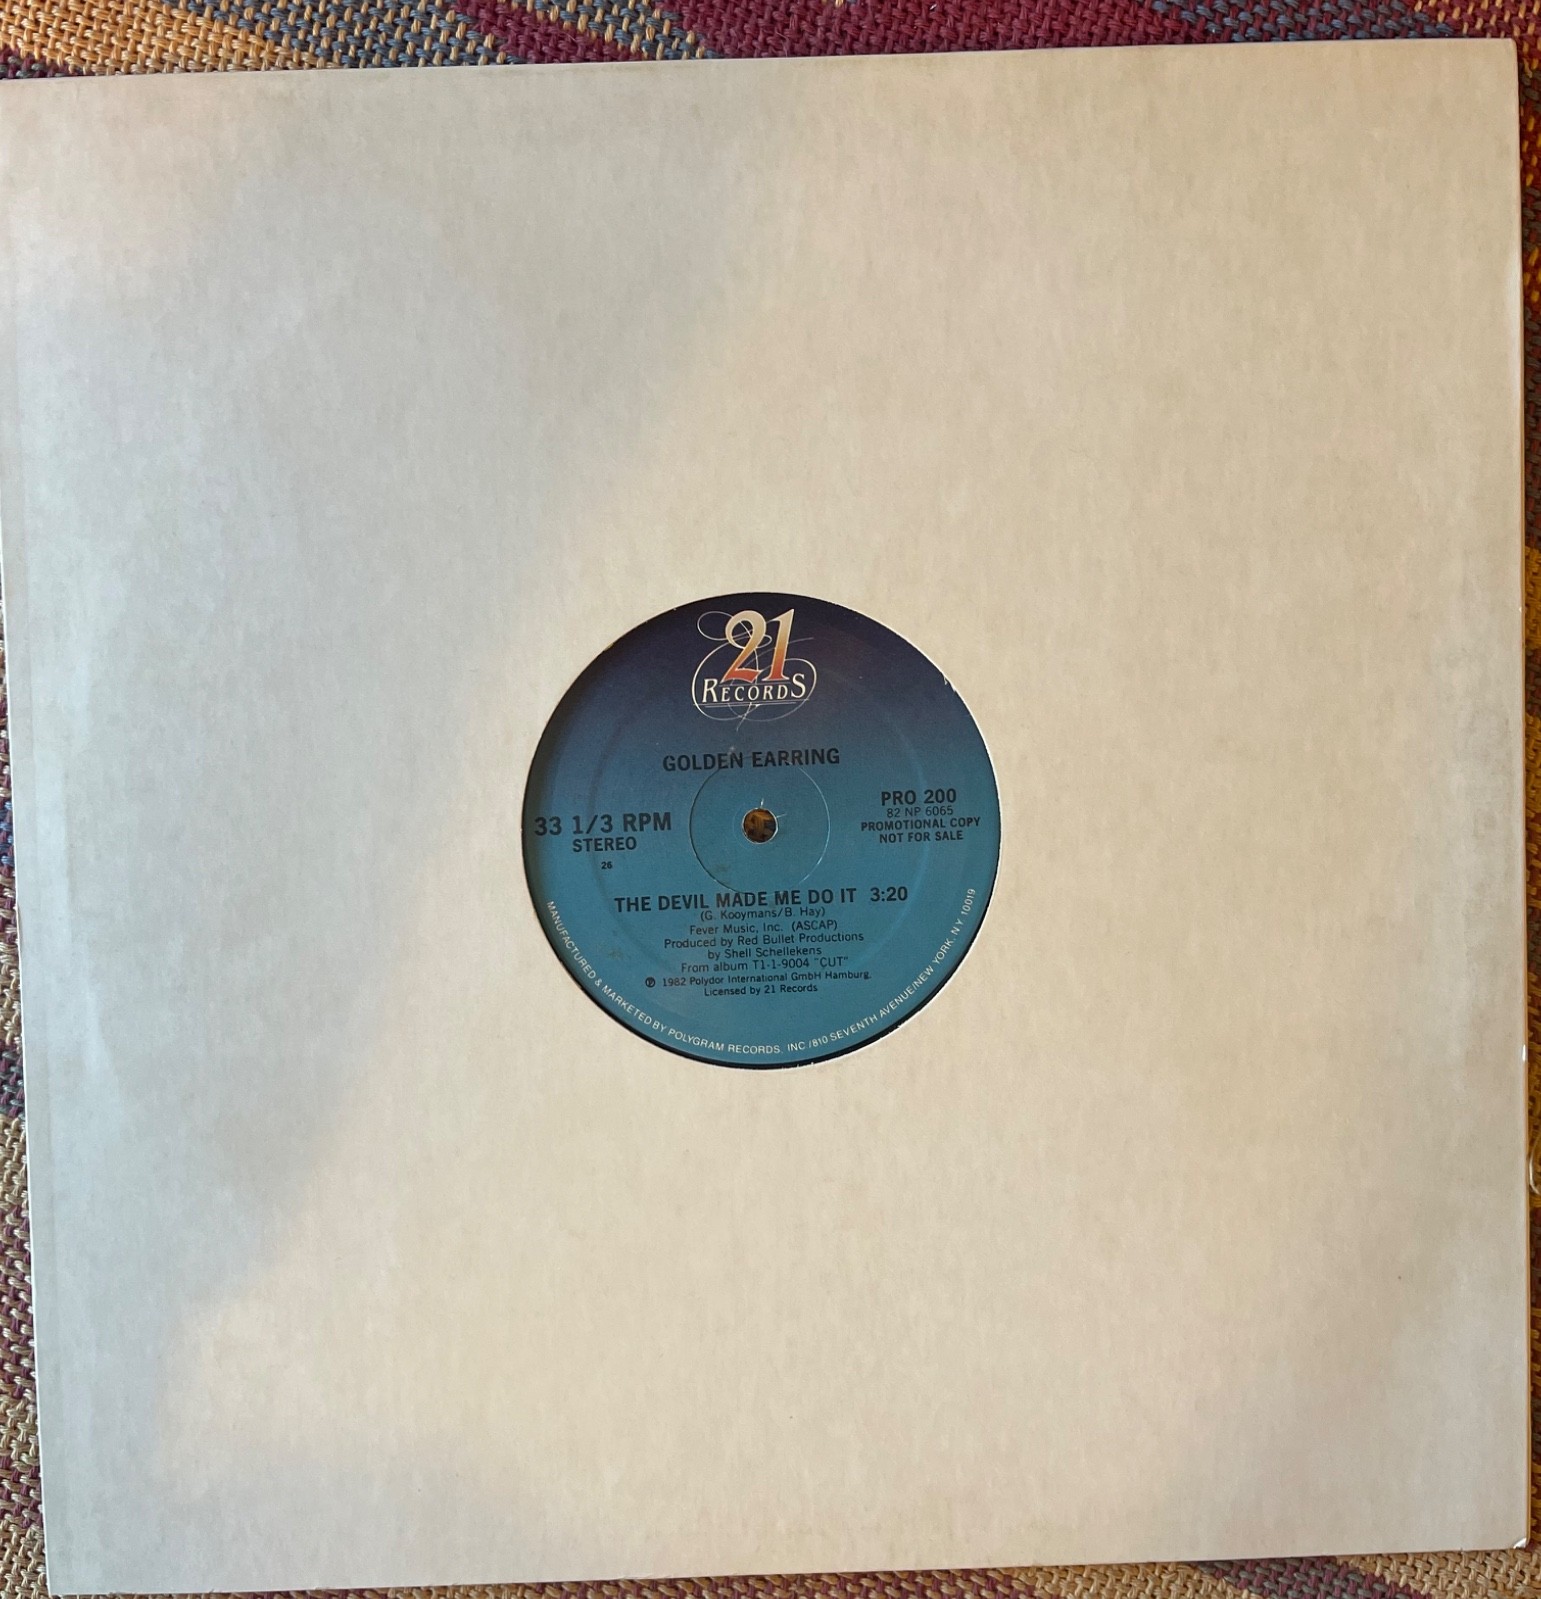 21
RECORDS
GOLDEN EARRING
33 1/3 RPM
STEREO
26
PRO 200
82 NP 6065
PROMOTIONAL COPY
NOT FOR SALE
THE DEVIL MADE ME DO IT 3:20
(G. Kooymans/B. Hay)
Fever Music, Inc. (ASCAP)
Produced by Red Bullet Productions
by Shell Schellekens
From album T1-1-9004 "CUT"
℗ 1982 Polydor International GmbH Hamburg.
Licensed by 21 Records
MANUFACTURED & MARKETED BY POLYGRAM RECORDS, INC /810 SEVENTH AVENUE/NEW YORK, N.Y. 10019